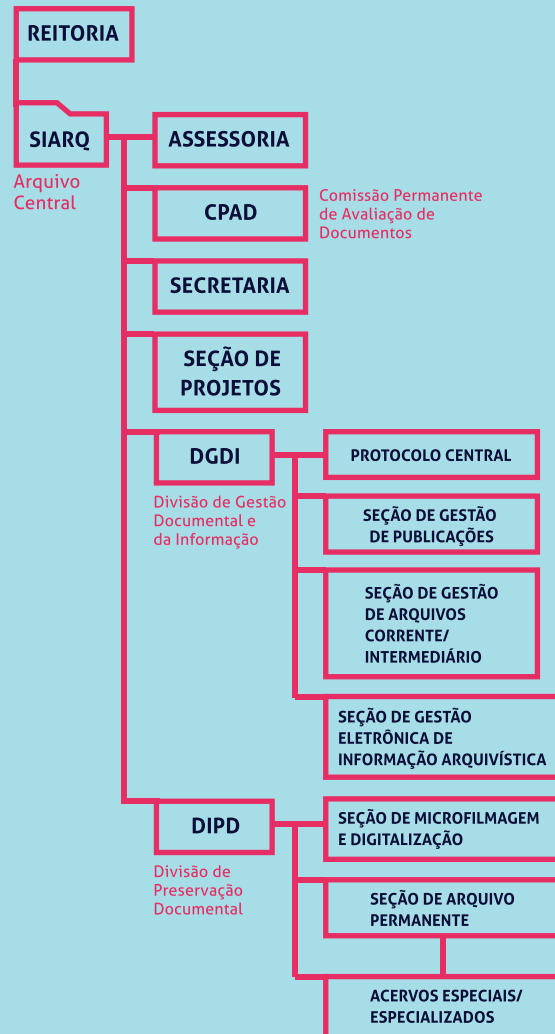 REITORIA
SIARQ
Arquivo
Central
ASSESSORIA
CPAD
Comissão Permanente
de Avaliação de
Documentos
SECRETARIA
SEÇÃO DE
PROJETOS
DGDI
Divisão de Gestão
Documental e
da Informação
PROTOCOLO CENTRAL
SEÇÃO DE GESTÃO
DE PUBLICAÇÕES
SEÇÃO DE GESTÃO
DE ARQUIVOS
CORRENTE/
INTERMEDIÁRIO
SEÇÃO DE GESTÃO
ELETRÔNICA DE
INFORMAÇÃO ARQUIVÍSTICA
DIPD
Divisão de
Preservação
Documental
SEÇÃO DE MICROFILMAGEM
E DIGITALIZAÇÃO
SEÇÃO DE ARQUIVO
PERMANENTE
ACERVOS ESPECIAIS/
ESPECIALIZADOS